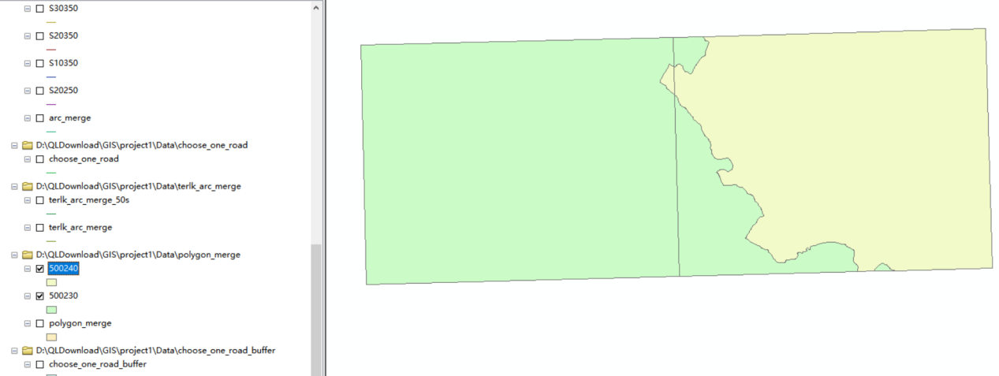 S30350
S20350
S10350
S20250
arc_merge
D:\QLDownload\GIS\project1\Data\choose_one_road
choose_one_road
D:\QLDownload\GIS\project1\Data\terlk_arc_merge
terlk_arc_merge_50s
terlk_arc_merge
D:\QLDownload\GIS\project1\Data\polygon_merge
500240
500230
polygon_merge
D:\QLDownload\GIS\project1\Data\choose_one_road_buffer
choose_one_road_buffer